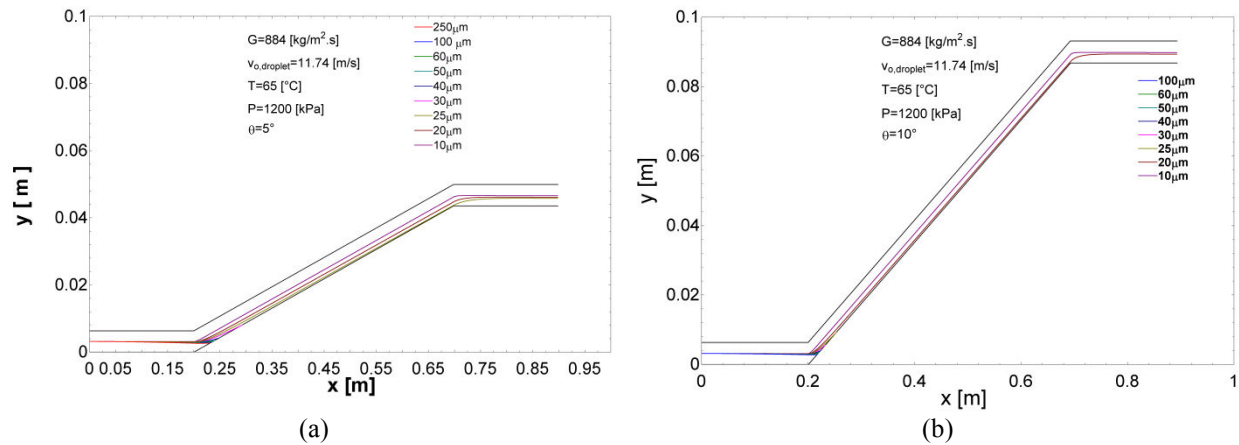 0.1
0.08
0.06
0.04
0.02
0
y [ m ]
G=884 [kg/m².s]
v₀,droplet=11.74 [m/s]
T=65 [°C]
P=1200 [kPa]
θ=5°
250μm
100 μm
60μm
50μm
40μm
30μm
25μm
20μm
10μm
0 0.05 0.15 0.25 0.35 0.45 0.55 0.65 0.75 0.85 0.95
x [m]
(a)
0.1
0.08
0.06
0.04
0.02
0
y [m]
G=884 [kg/m².s]
v₀,droplet=11.74 [m/s]
T=65 [°C]
P=1200 [kPa]
θ=10°
100μm
60μm
50μm
40μm
30μm
25μm
20μm
10μm
0 0.2 0.4 0.6 0.8 1
x [m]
(b)